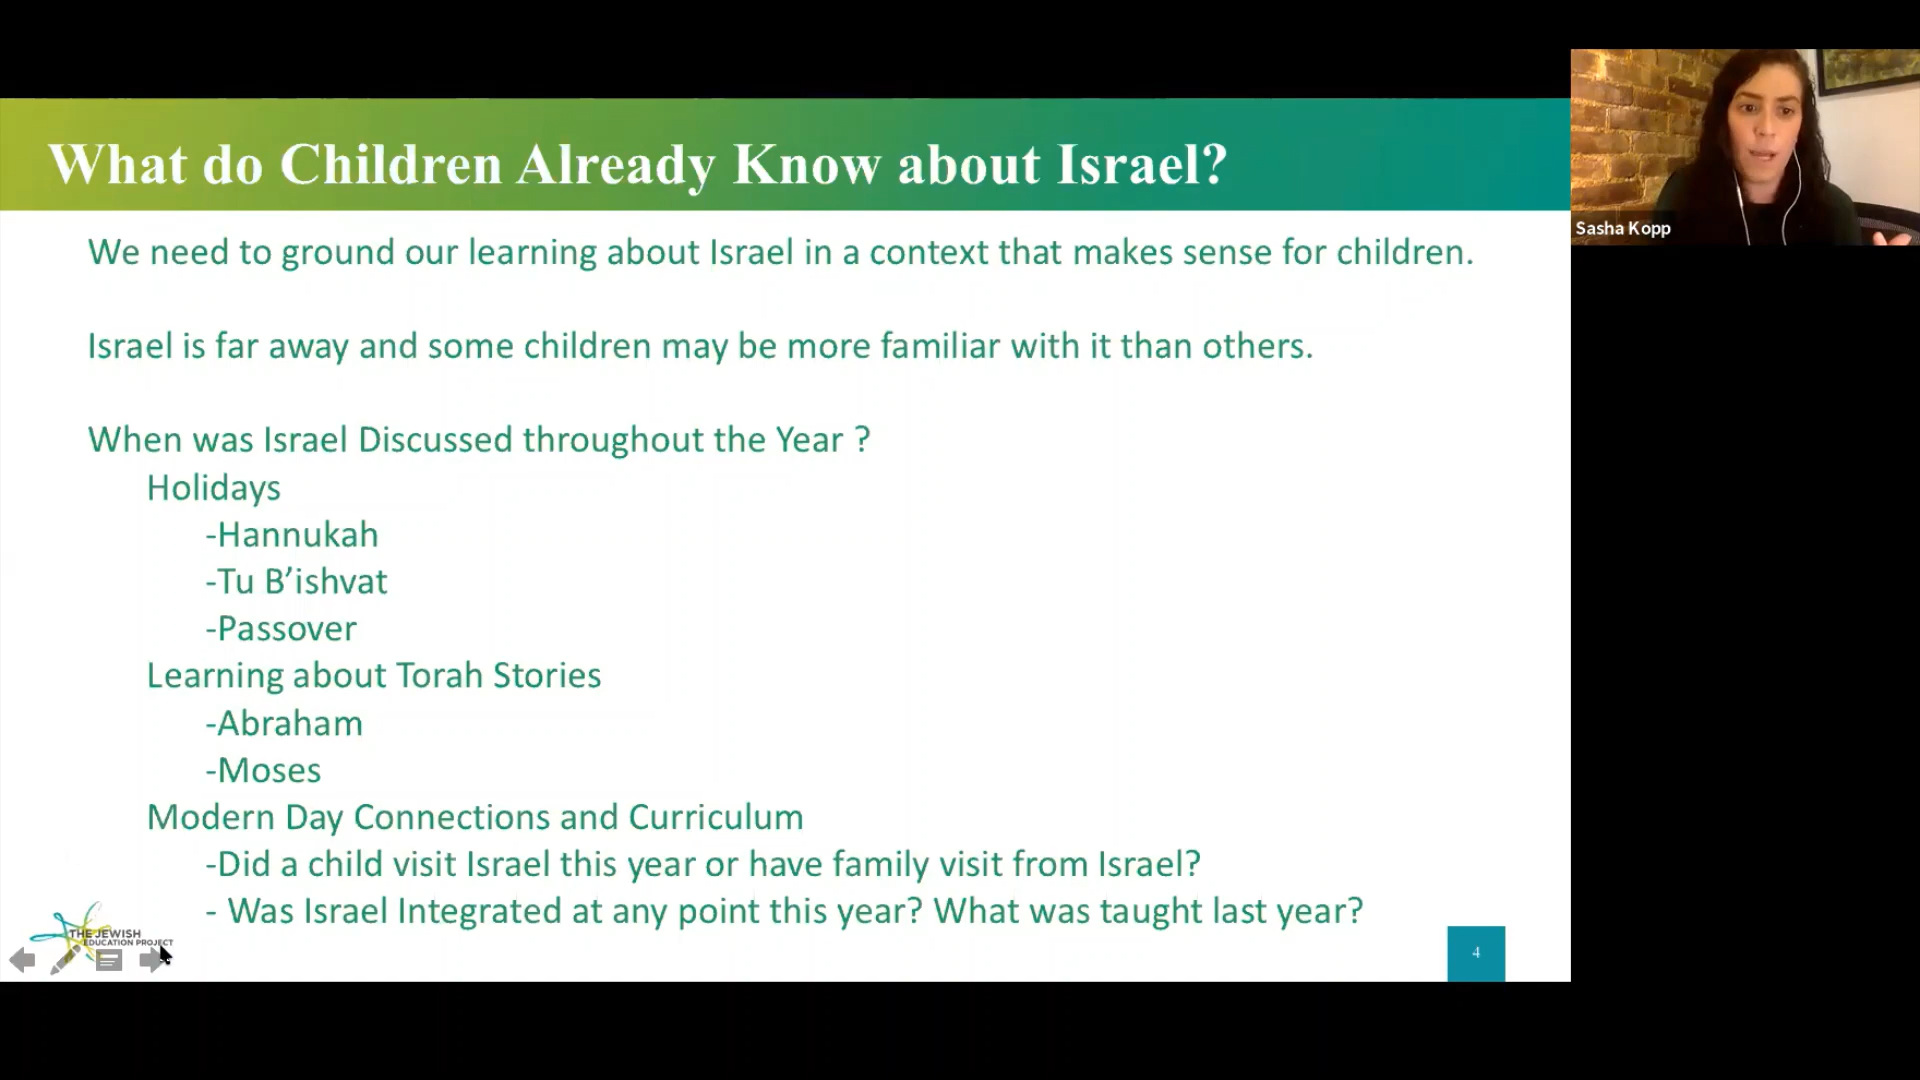 What do Children Already Know about Israel?
We need to ground our learning about Israel in a context that makes sense for children.
Israel is far away and some children may be more familiar with it than others.
When was Israel Discussed throughout the Year ?
Holidays
-Hannukah
-Tu B’ishvat
-Passover
Learning about Torah Stories
-Abraham
-Moses
Modern Day Connections and Curriculum
-Did a child visit Israel this year or have family visit from Israel?
- Was Israel Integrated at any point this year? What was taught last year?
THE JEWISH
EDUCATION PROJECT
4
Sasha Kopp